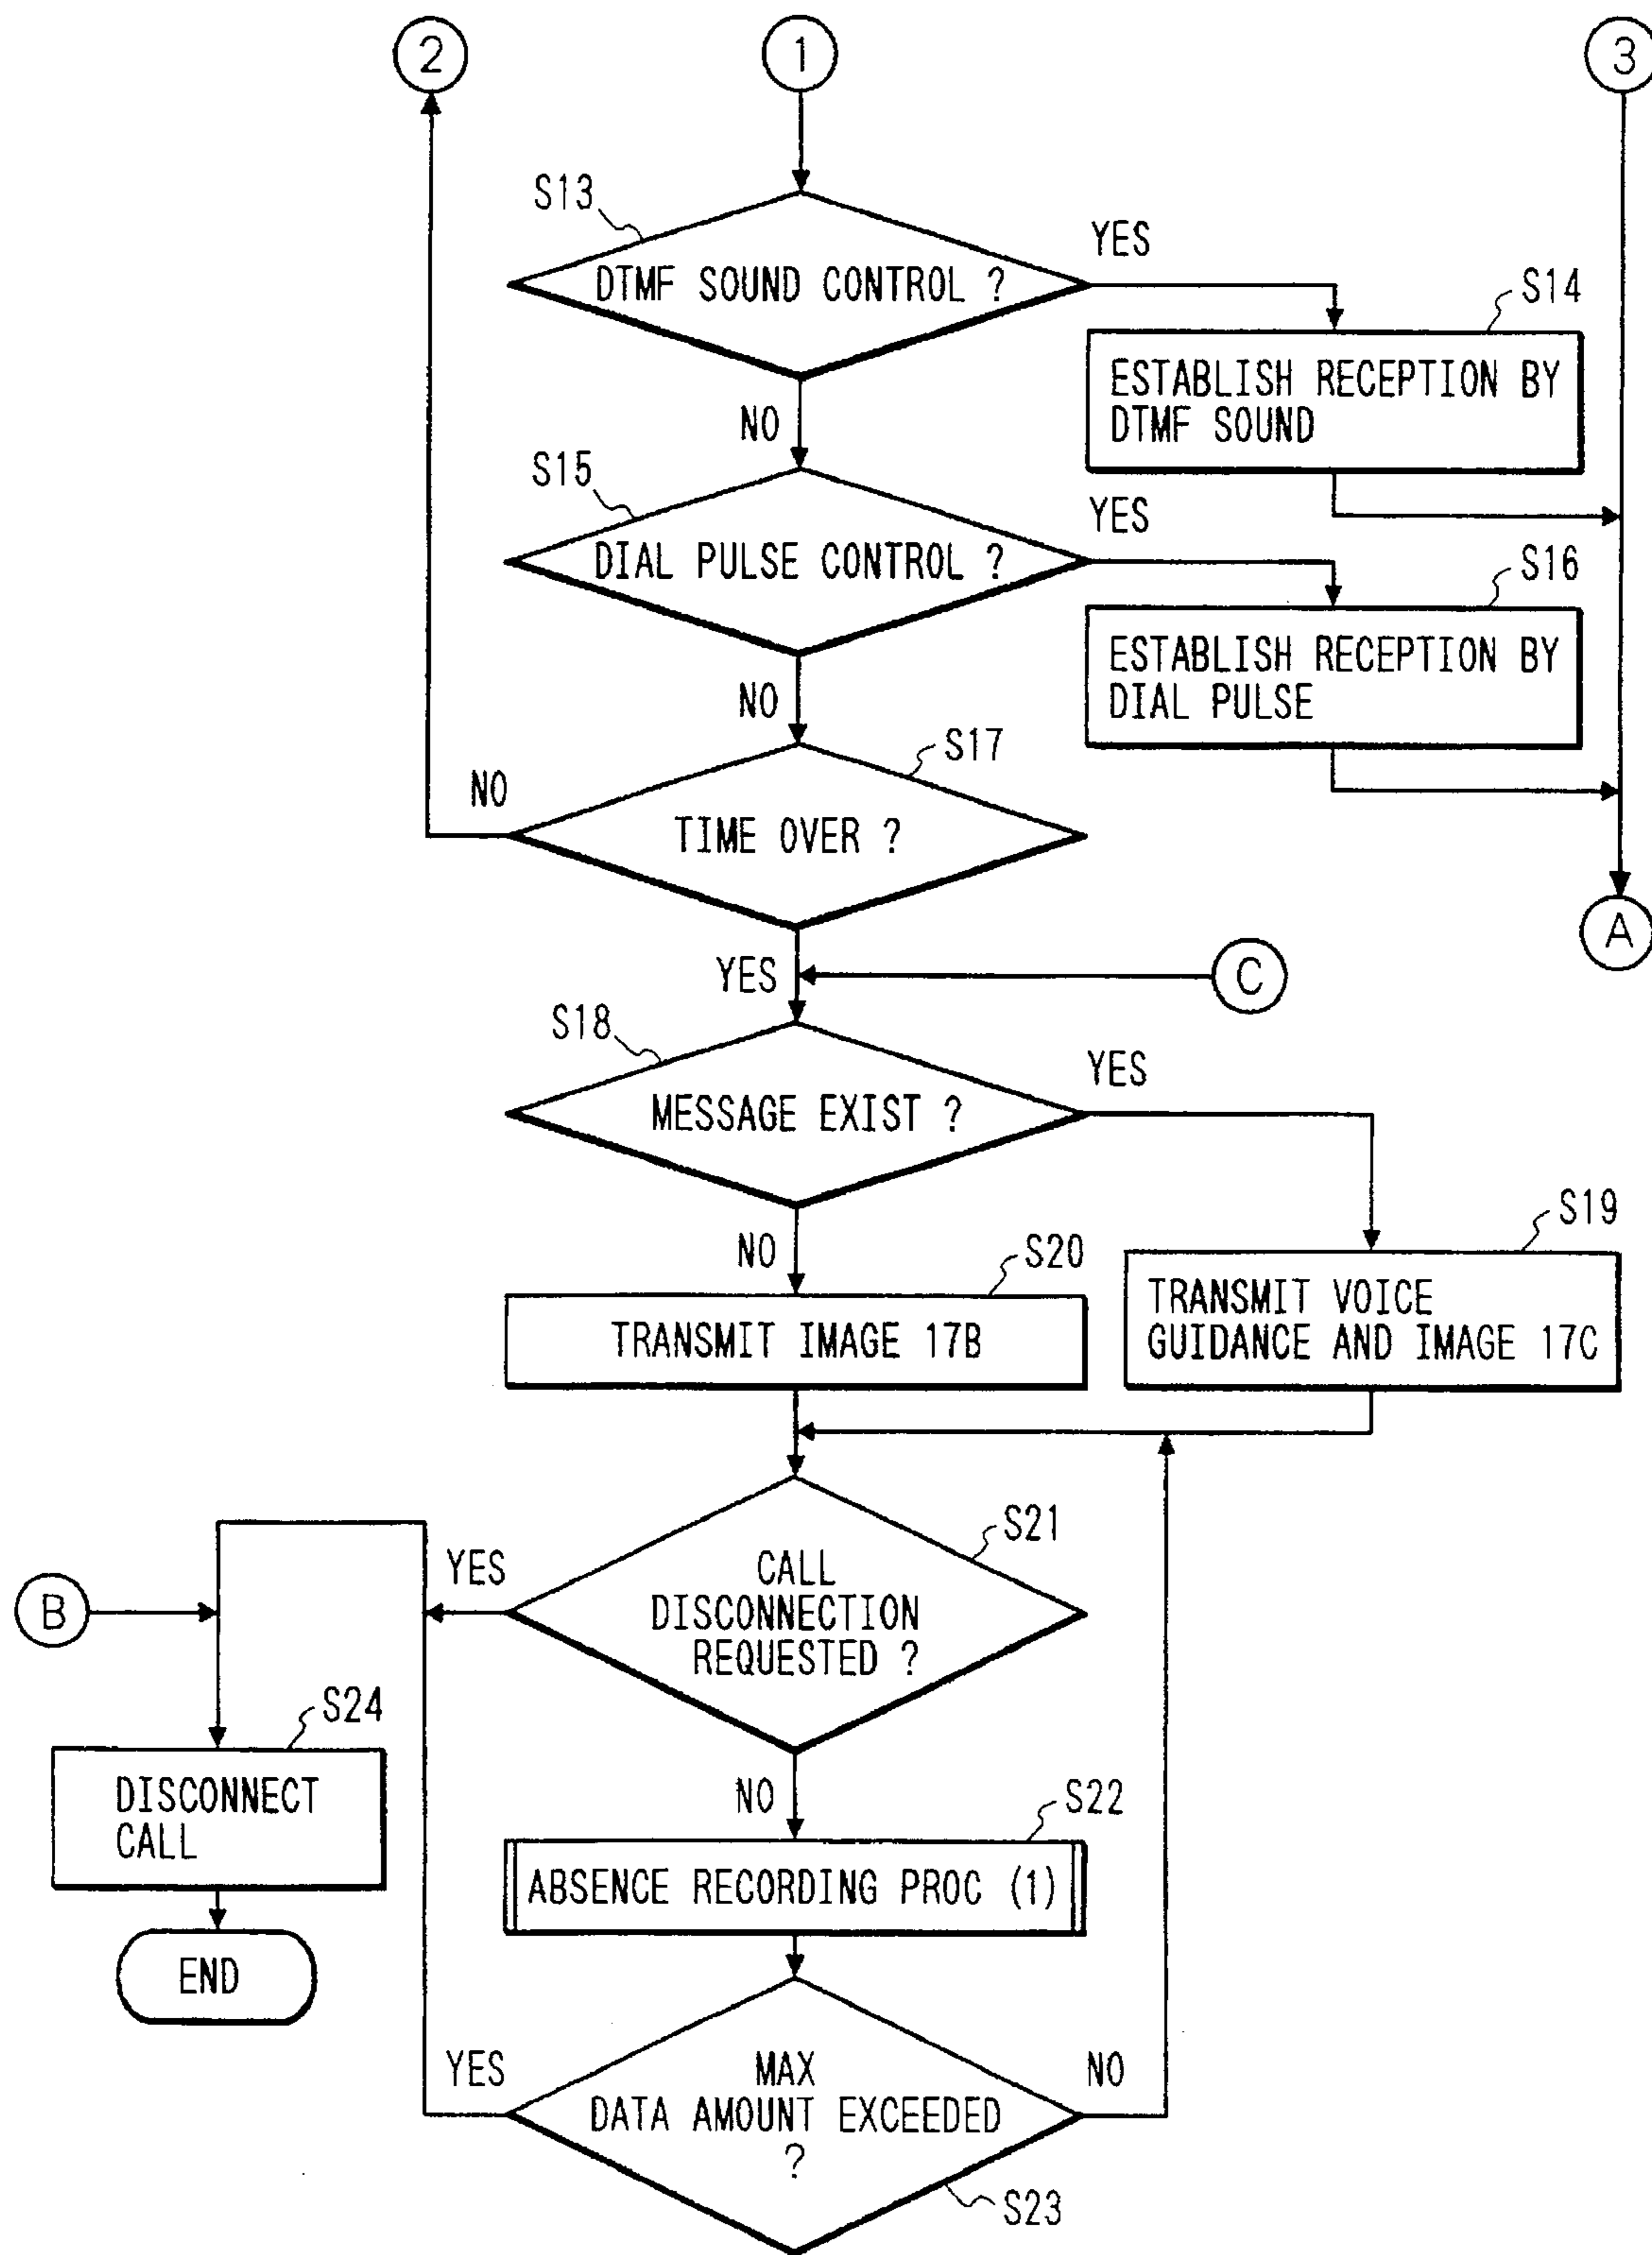 2
1
3
S13
DTMF SOUND CONTROL ?
YES
S14
ESTABLISH RECEPTION BY
DTMF SOUND
NO
S15
DIAL PULSE CONTROL ?
YES
S16
ESTABLISH RECEPTION BY
DIAL PULSE
NO
S17
NO
TIME OVER ?
A
YES
C
S18
MESSAGE EXIST ?
YES
S19
TRANSMIT VOICE
GUIDANCE AND IMAGE 17C
NO
S20
TRANSMIT IMAGE 17B
S21
YES
CALL
DISCONNECTION
REQUESTED ?
B
S24
DISCONNECT
CALL
END
NO
S22
ABSENCE RECORDING PROC (1)
YES
MAX
DATA AMOUNT EXCEEDED
?
NO
S23